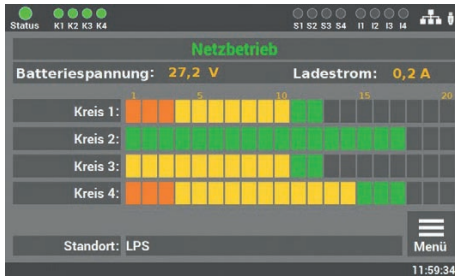 Status K1 K2 K3 K4 S1 S2 S3 S4 I1 I2 I3 I4
Netzbetrieb
Batteriespannung: 27,2 V Ladestrom: 0,2 A
1 5 10 15 20
Kreis 1:
Kreis 2:
Kreis 3:
Kreis 4:
Standort: LPS
Menü
11:59:34